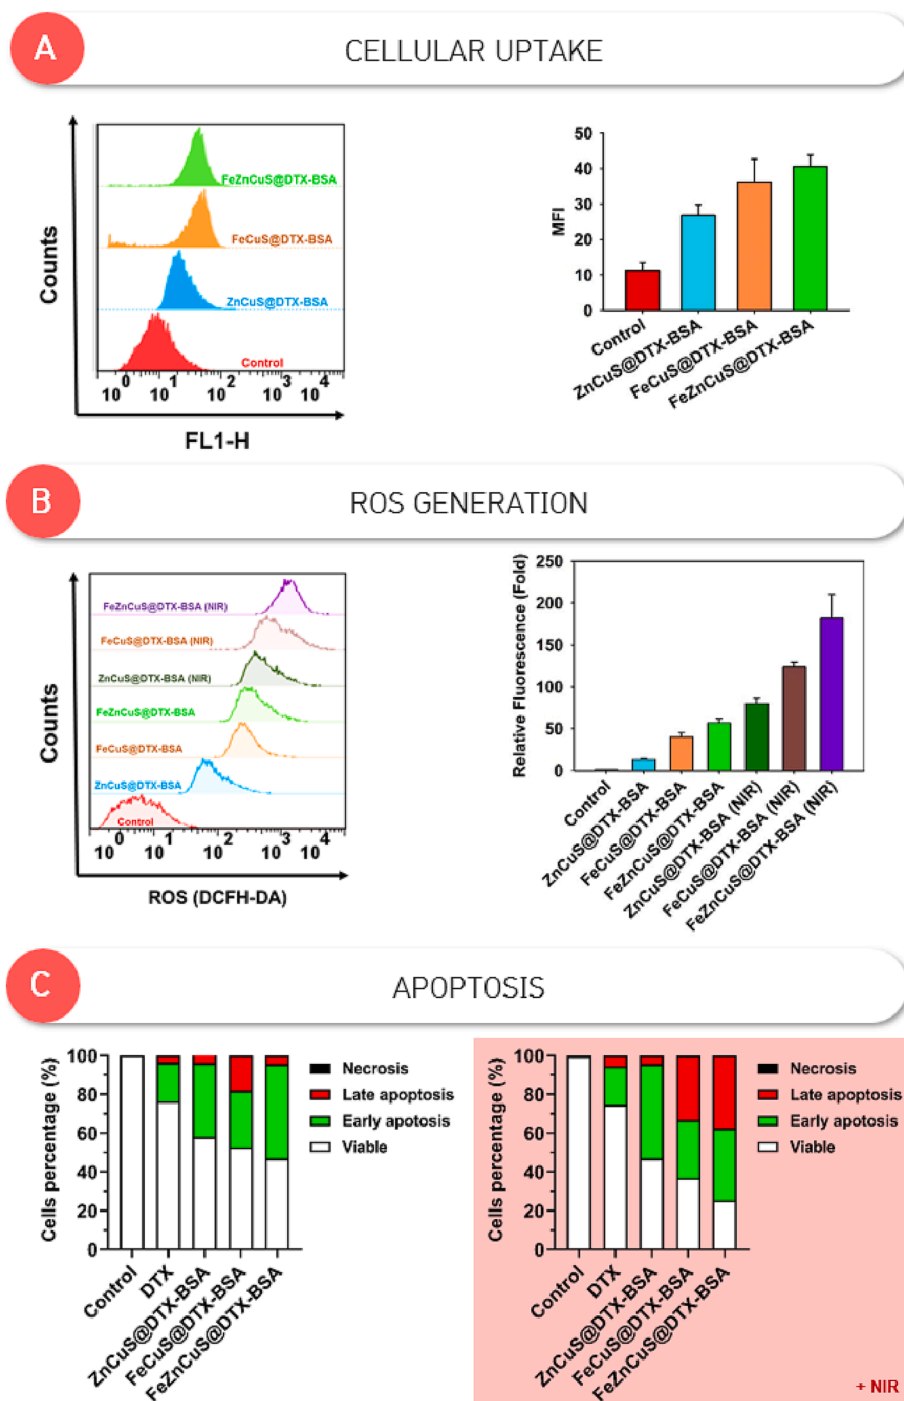 A
CELLULAR UPTAKE
Counts
FeZnCuS@DTX-BSA
FeCuS@DTX-BSA
ZnCuS@DTX-BSA
Control
10^0 10^1 10^2 10^3 10^4
FL1-H
MFI
50
40
30
20
10
0
Control
ZnCuS@DTX-BSA
FeCuS@DTX-BSA
FeZnCuS@DTX-BSA
B
ROS GENERATION
Counts
FeZnCuS@DTX-BSA (NIR)
FeCuS@DTX-BSA (NIR)
ZnCuS@DTX-BSA (NIR)
FeZnCuS@DTX-BSA
FeCuS@DTX-BSA
ZnCuS@DTX-BSA
Control
10^0 10^1 10^2 10^3 10^4
ROS (DCFH-DA)
Relative Fluorescence (Fold)
250
200
150
100
50
0
Control
ZnCuS@DTX-BSA
FeCuS@DTX-BSA
FeZnCuS@DTX-BSA
ZnCuS@DTX-BSA (NIR)
FeCuS@DTX-BSA (NIR)
FeZnCuS@DTX-BSA (NIR)
C
APOPTOSIS
Cells percentage (%)
100
80
60
40
20
0
Control
DTX
ZnCuS@DTX-BSA
FeCuS@DTX-BSA
FeZnCuS@DTX-BSA
Necrosis
Late apoptosis
Early apotosis
Viable
Cells percentage (%)
100
80
60
40
20
0
Control
DTX
ZnCuS@DTX-BSA
FeCuS@DTX-BSA
FeZnCuS@DTX-BSA
Necrosis
Late apoptosis
Early apotosis
Viable
+ NIR